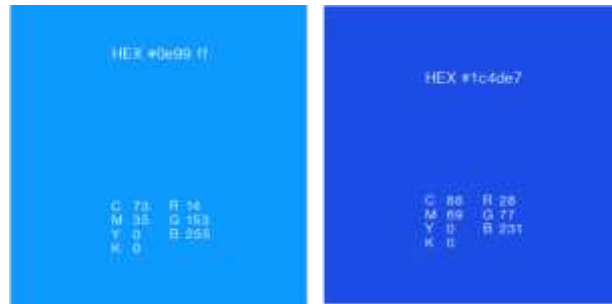 HEX #0e99 ff
C 73 R 14
M 35 G 153
Y 0 B 255
K 0
HEX #1c4de7
C 88 R 28
M 69 G 77
Y 0 B 231
K 0